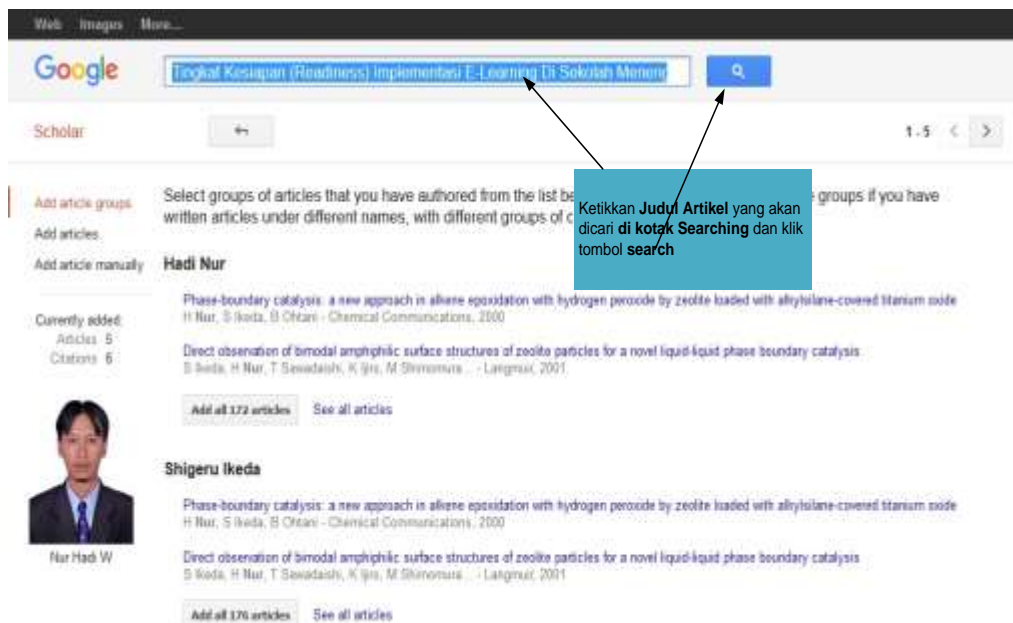 Web Images More...
Google
Tingkat Kesiapan (Readiness) Implementasi E-Learning Di Sekolah Meneng
Scholar
1 - 5
Add article groups
Add articles
Add article manually
Currently added:
Articles 5
Citations 6
Nur Hadi W
Select groups of articles that you have authored from the list be groups if you have
written articles under different names, with different groups of c
Ketikkan Judul Artikel yang akan
dicari di kotak Searching dan klik
tombol search
Hadi Nur
Phase-boundary catalysis: a new approach in alkene epoxidation with hydrogen peroxide by zeolite loaded with alkylsilane-covered titanium oxide
H Nur, S Ikeda, B Ohtani - Chemical Communications, 2000
Direct observation of bimodal amphiphilic surface structures of zeolite particles for a novel liquid-liquid phase boundary catalysis
S Ikeda, H Nur, T Sawadaishi, K Ijiro, M Shimomura... - Langmuir, 2001
Add all 172 articles See all articles
Shigeru Ikeda
Phase-boundary catalysis: a new approach in alkene epoxidation with hydrogen peroxide by zeolite loaded with alkylsilane-covered titanium oxide
H Nur, S Ikeda, B Ohtani - Chemical Communications, 2000
Direct observation of bimodal amphiphilic surface structures of zeolite particles for a novel liquid-liquid phase boundary catalysis
S Ikeda, H Nur, T Sawadaishi, K Ijiro, M Shimomura... - Langmuir, 2001
Add all 176 articles See all articles